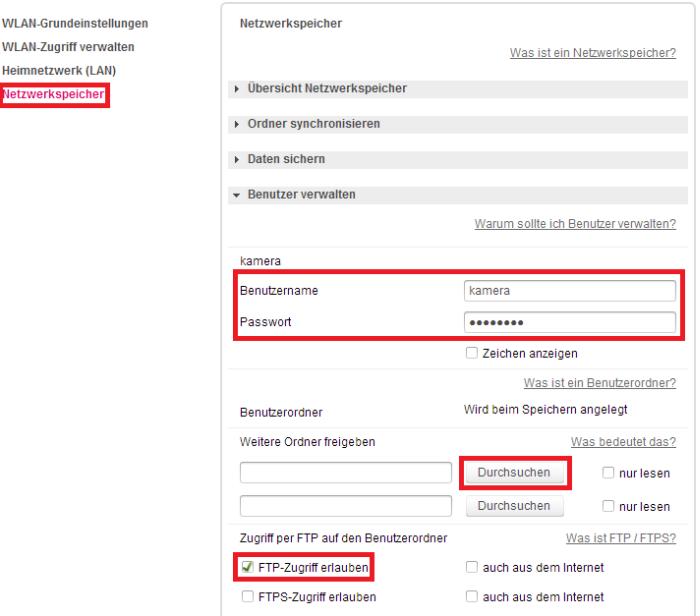 WLAN-Grundeinstellungen
WLAN-Zugriff verwalten
Heimnetzwerk (LAN)
Netzwerkspeicher
Netzwerkspeicher
Was ist ein Netzwerkspeicher?
Übersicht Netzwerkspeicher
Ordner synchronisieren
Daten sichern
Benutzer verwalten
Warum sollte ich Benutzer verwalten?
kamera
Benutzername kamera
Passwort ••••••••
Zeichen anzeigen
Was ist ein Benutzerordner?
Benutzerordner Wird beim Speichern angelegt
Weitere Ordner freigeben Was bedeutet das?
Durchsuchen nur lesen
Durchsuchen nur lesen
Zugriff per FTP auf den Benutzerordner Was ist FTP / FTPS?
FTP-Zugriff erlauben auch aus dem Internet
FTPS-Zugriff erlauben auch aus dem Internet